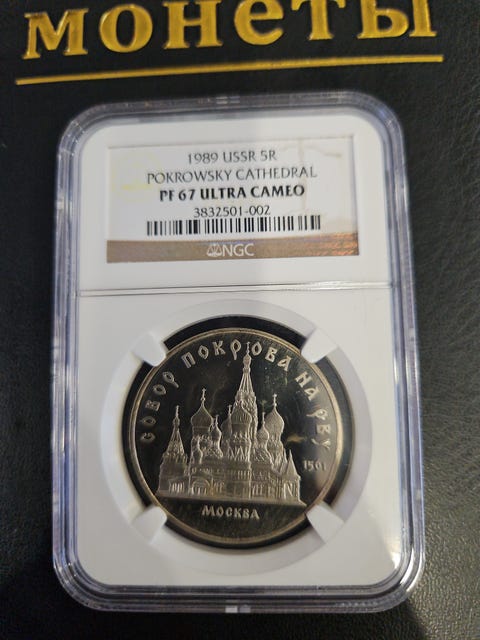 монеты
1989 USSR 5R
POKROWSKY CATHEDRAL
PF 67 ULTRA CAMEO
3832501-002
NGC
СОБОР ПОКРОВА НА РВУ
1561
МОСКВА